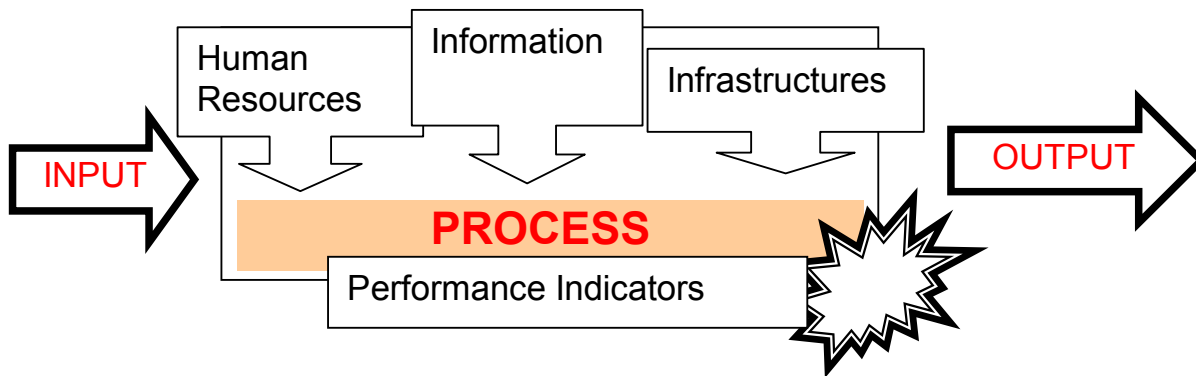 Human
Resources
Information
Infrastructures
INPUT
OUTPUT
PROCESS
Performance Indicators